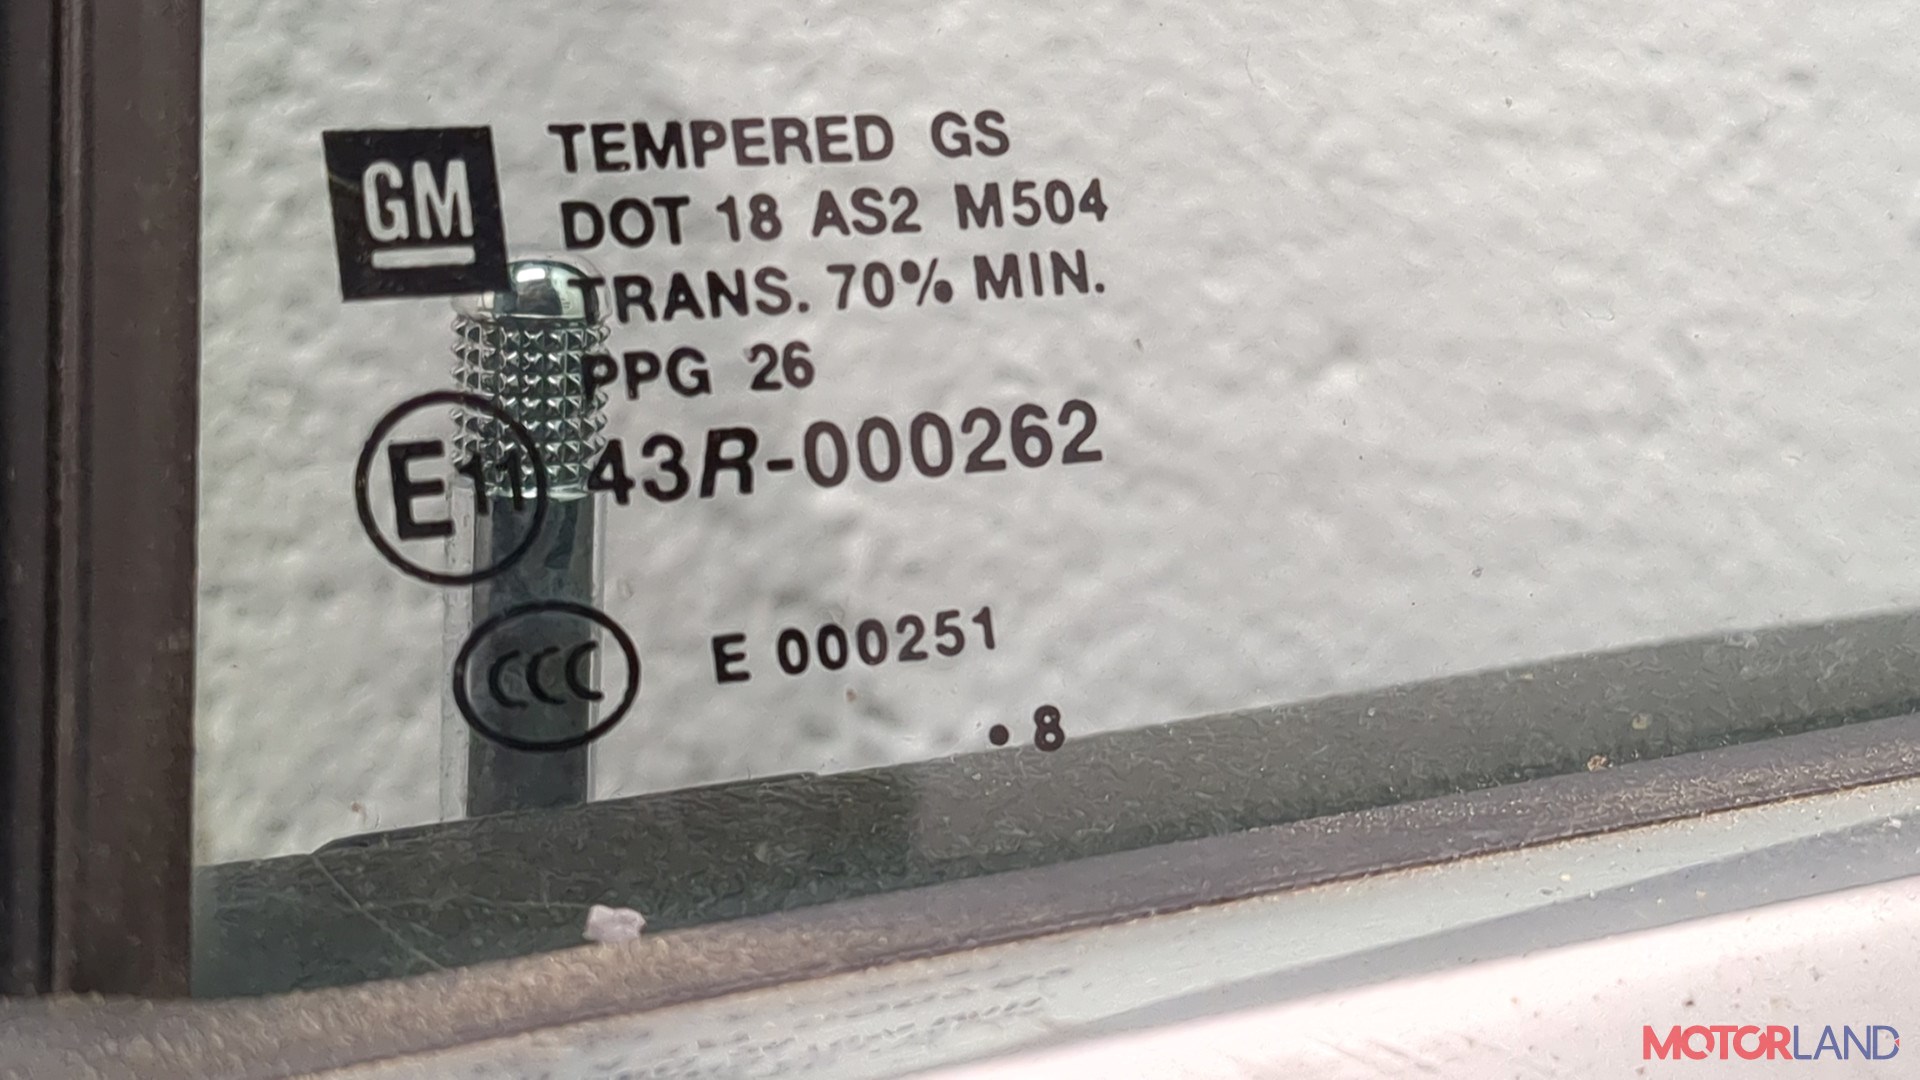 GM
TEMPERED GS
DOT 18 AS2 M504
TRANS. 70% MIN.
PPG 26
E11 43R-000262
CCC E 000251
• 8
MOTORLAND